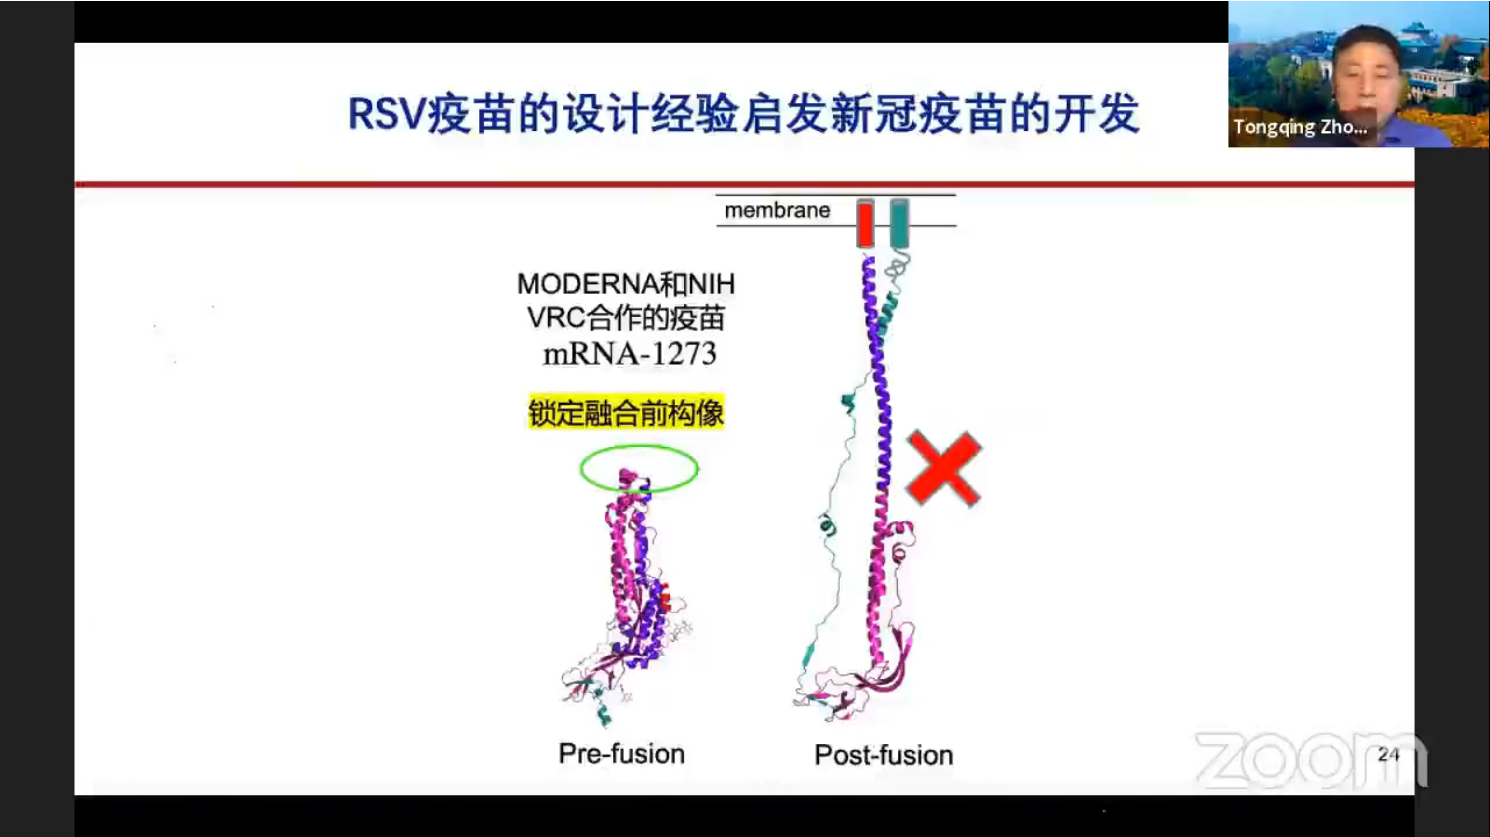 RSV疫苗的设计经验启发新冠疫苗的开发
Tongqing Zho...
membrane
MODERNA和NIH
VRC合作的疫苗
mRNA-1273
锁定融合前构像
Pre-fusion
Post-fusion
zoom
24